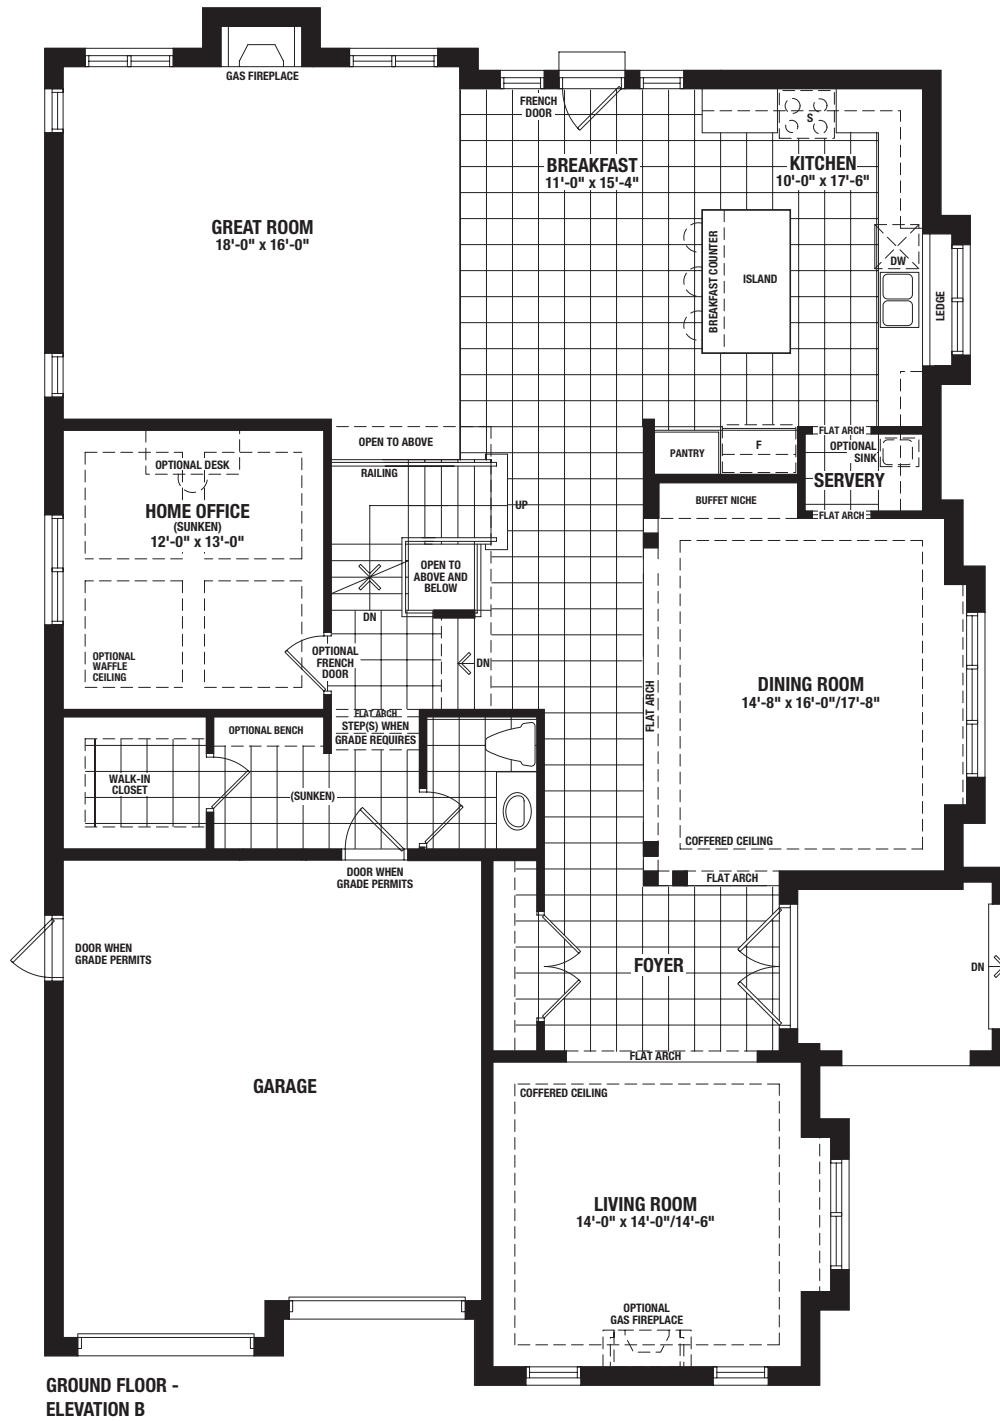 GAS FIREPLACE
FRENCH
DOOR
S
BREAKFAST
11'-0" x 15'-4"
KITCHEN
10'-0" x 17'-6"
GREAT ROOM
18'-0" x 16'-0"
BREAKFAST COUNTER
ISLAND
DW
LEDGE
OPEN TO ABOVE
RAILING
UP
PANTRY
F
FLAT ARCH
OPTIONAL
SINK
SERVERY
FLAT ARCH
BUFFET NICHE
OPTIONAL DESK
HOME OFFICE
(SUNKEN)
12'-0" x 13'-0"
OPEN TO
ABOVE AND
BELOW
DN
OPTIONAL
WAFFLE
CEILING
OPTIONAL
FRENCH
DOOR
DN
FLAT ARCH
DINING ROOM
14'-8" x 16'-0"/17'-8"
COFFERED CEILING
FLAT ARCH
FLAT ARCH
STEP(S) WHEN
GRADE REQUIRES
OPTIONAL BENCH
WALK-IN
CLOSET
(SUNKEN)
DOOR WHEN
GRADE PERMITS
DOOR WHEN
GRADE PERMITS
FOYER
DN
FLAT ARCH
GARAGE
COFFERED CEILING
LIVING ROOM
14'-0" x 14'-0"/14'-6"
OPTIONAL
GAS FIREPLACE
GROUND FLOOR -
ELEVATION B